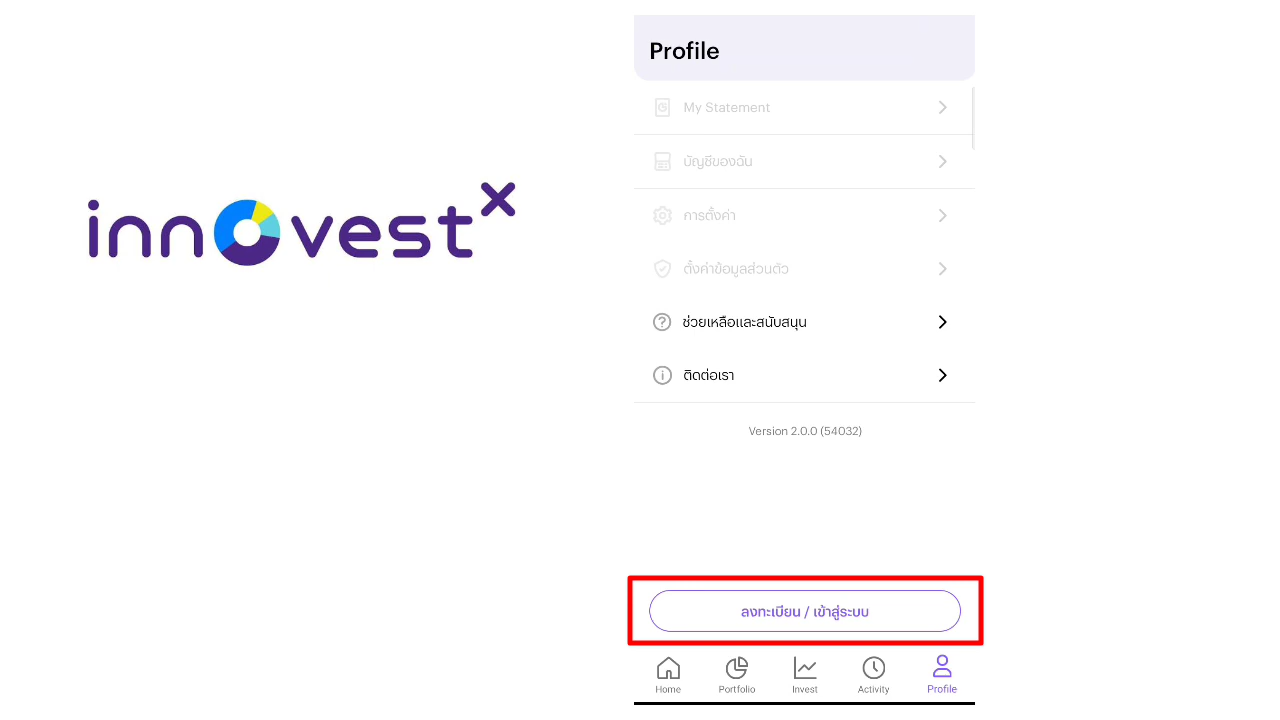 innovestx
Profile
My Statement
บัญชีของฉัน
การตั้งค่า
ตั้งค่าข้อมูลส่วนตัว
ช่วยเหลือและสนับสนุน
ติดต่อเรา
Version 2.0.0 (54032)
ลงทะเบียน / เข้าสู่ระบบ
Home Portfolio Invest Activity Profile